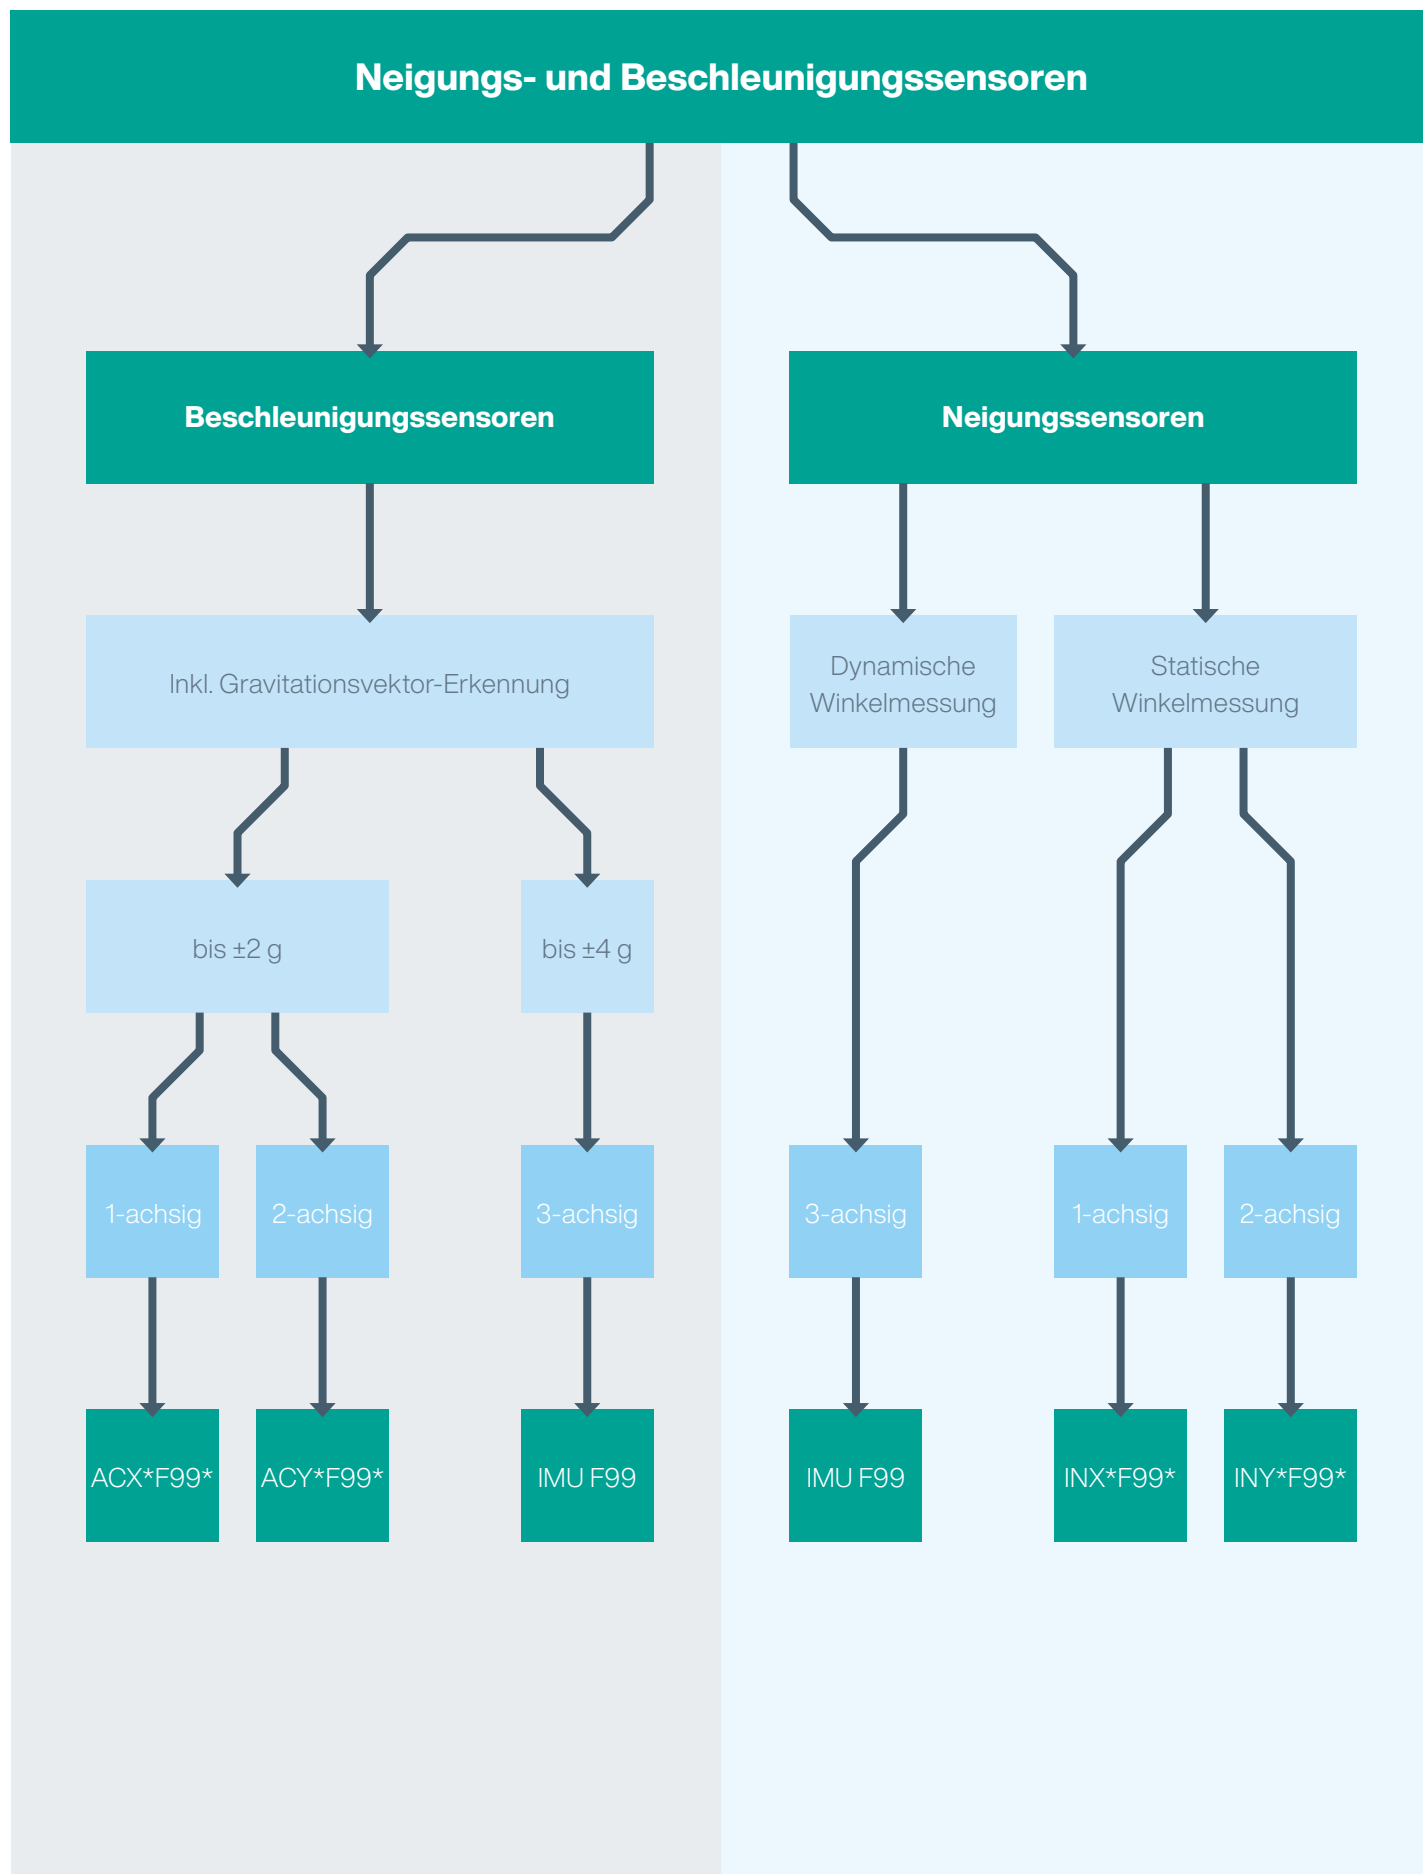 Neigungs- und Beschleunigungssensoren
Beschleunigungssensoren
Neigungssensoren
Inkl. Gravitationsvektor-Erkennung
Dynamische
Winkelmessung
Statische
Winkelmessung
bis ±2 g
bis ±4 g
1-achsig
2-achsig
3-achsig
3-achsig
1-achsig
2-achsig
ACX*F99*
ACY*F99*
IMU F99
IMU F99
INX*F99*
INY*F99*